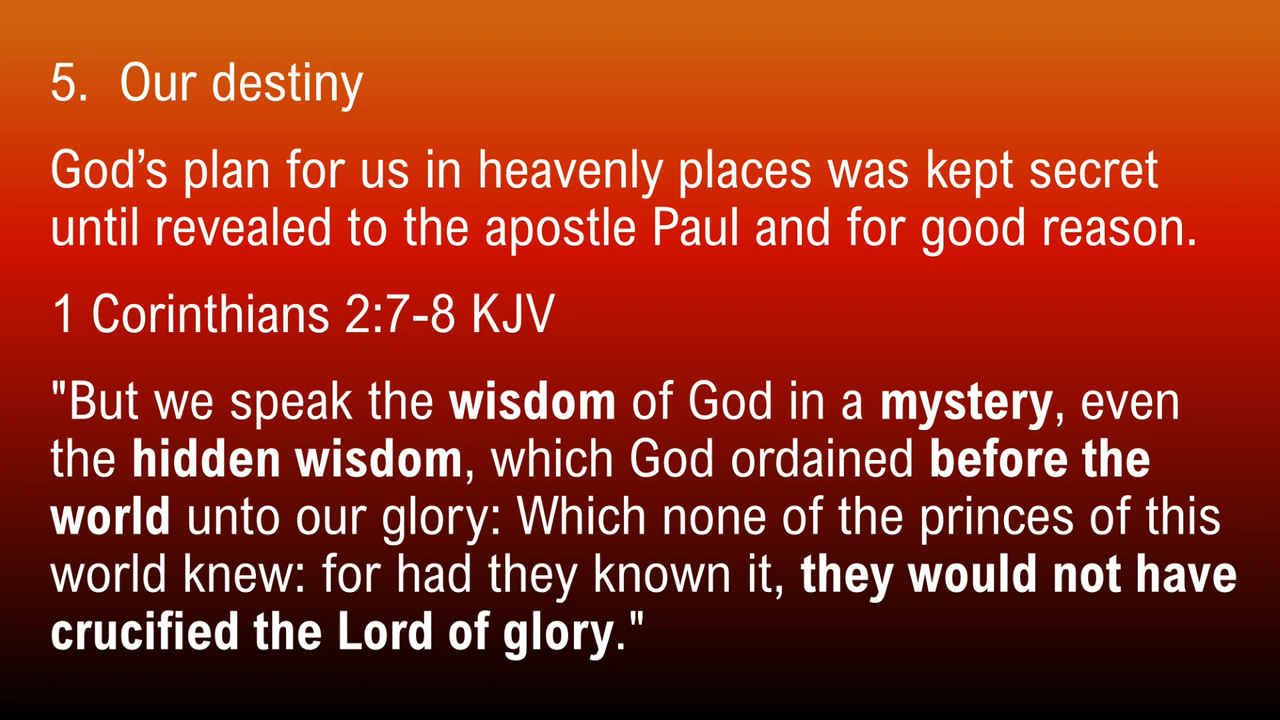 5. Our destiny
God’s plan for us in heavenly places was kept secret
until revealed to the apostle Paul and for good reason.
1 Corinthians 2:7-8 KJV
"But we speak the wisdom of God in a mystery, even
the hidden wisdom, which God ordained before the
world unto our glory: Which none of the princes of this
world knew: for had they known it, they would not have
crucified the Lord of glory."